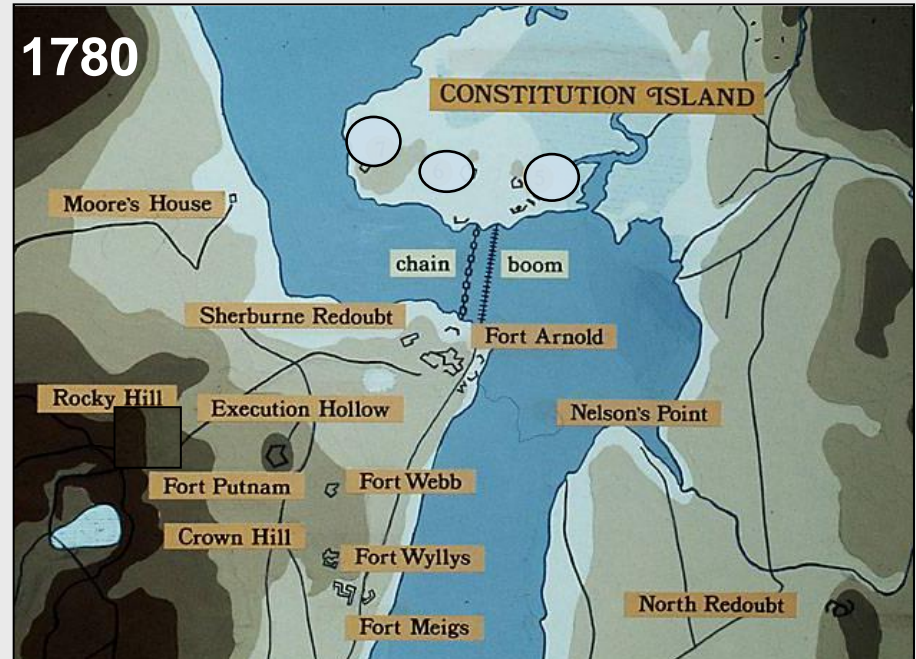 1780
CONSTITUTION ISLAND
Moore's House
chain
boom
Sherburne Redoubt
Fort Arnold
Rocky Hill
Execution Hollow
Nelson's Point
Fort Putnam
Fort Webb
Crown Hill
Fort Wyllys
North Redoubt
Fort Meigs